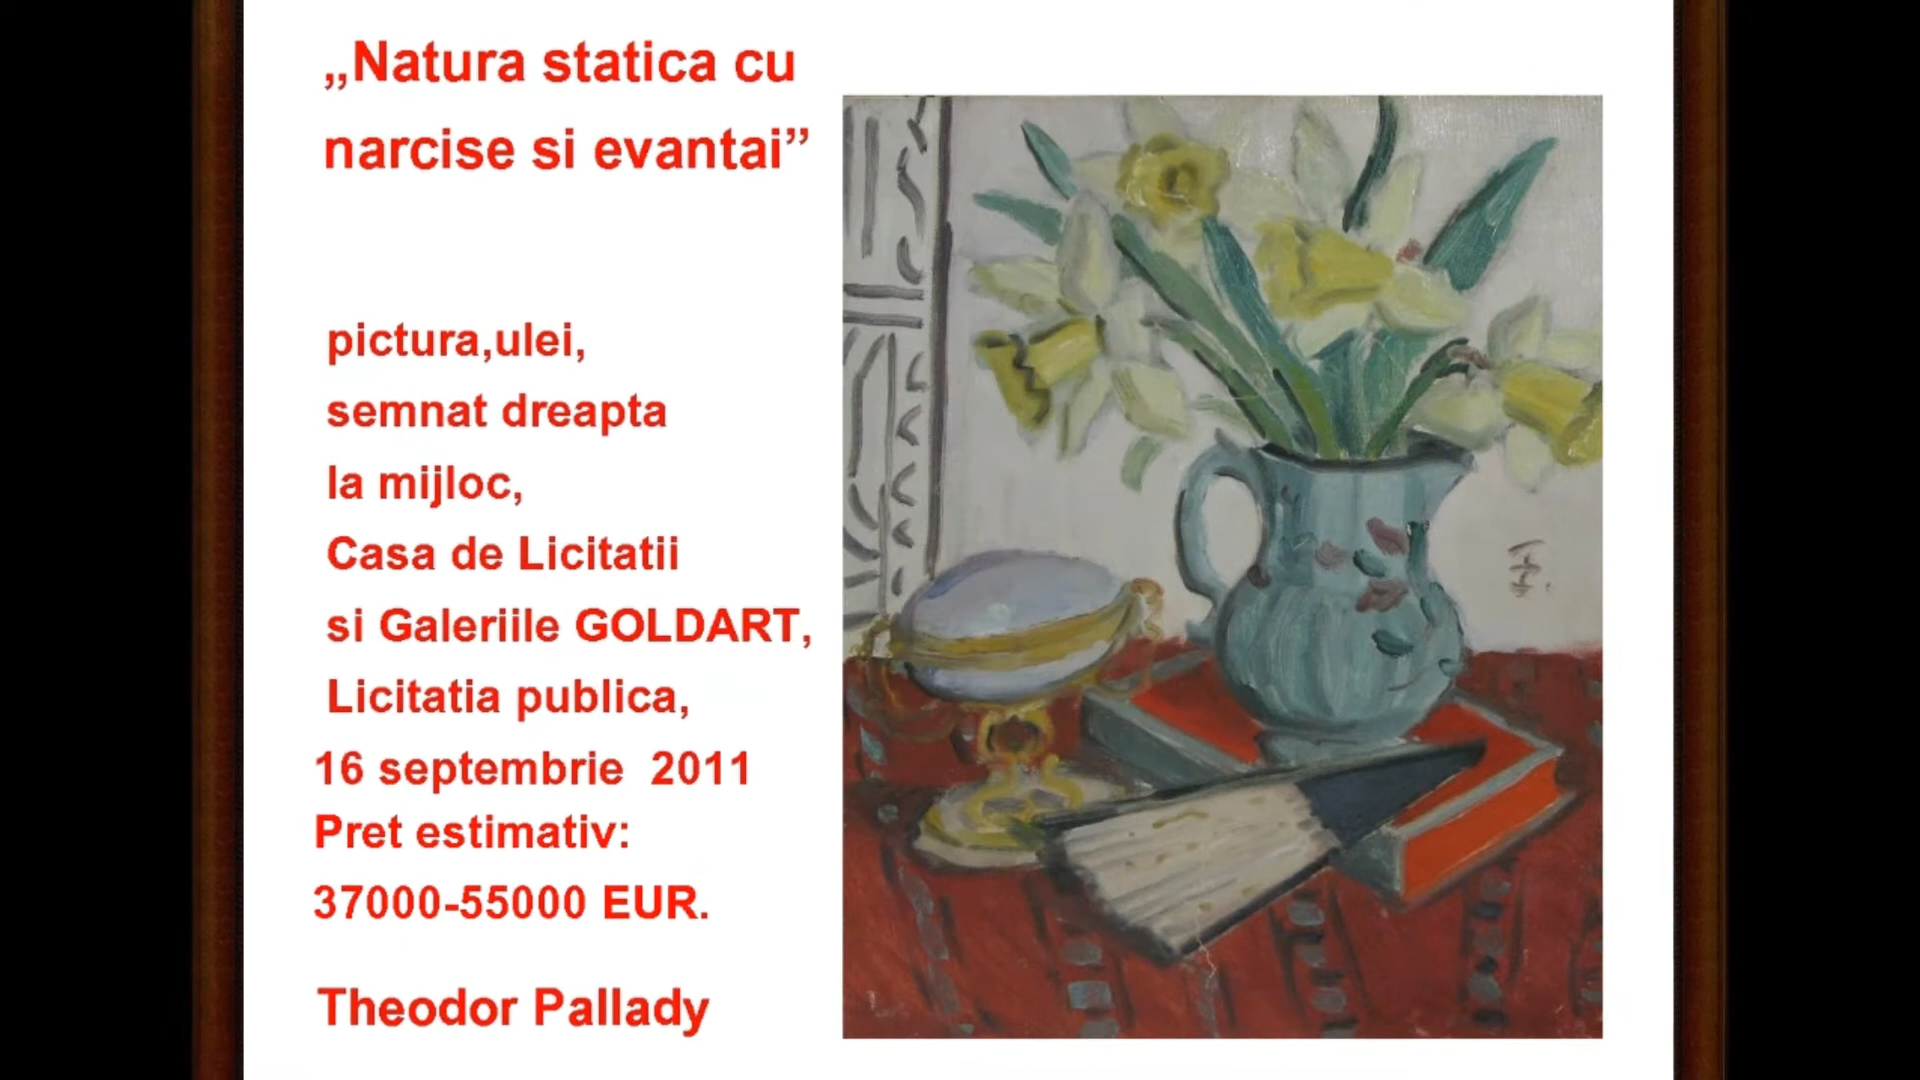 „Natura statica cu
narcise si evantai”
pictura,ulei,
semnat dreapta
la mijloc,
Casa de Licitatii
si Galeriile GOLDART,
Licitatia publica,
16 septembrie 2011
Pret estimativ:
37000-55000 EUR.
Theodor Pallady